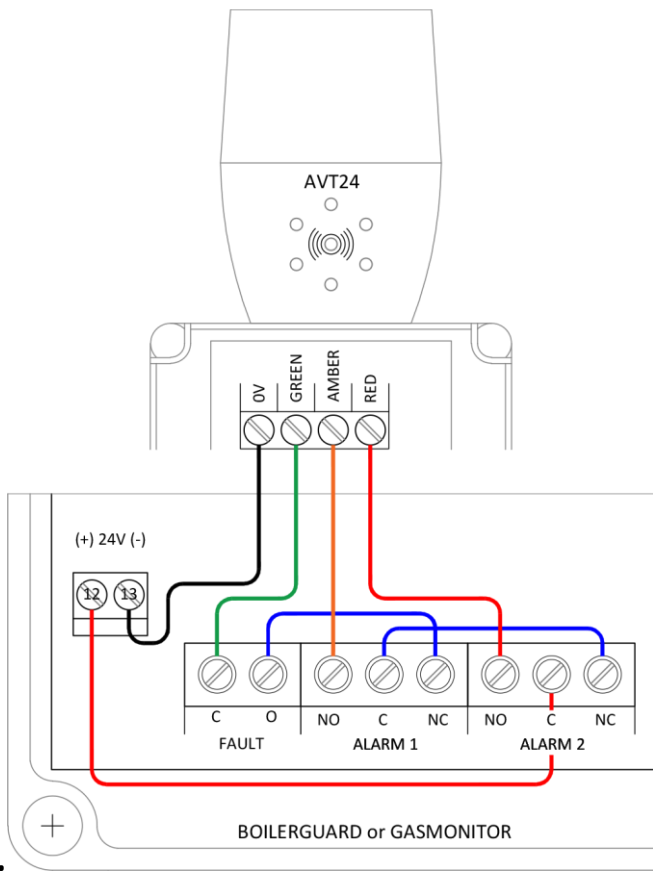 AVT24
0V
GREEN
AMBER
RED
(+) 24V (-)
12 13
C O NO C NC NO C NC
FAULT ALARM 1 ALARM 2
BOILERGUARD or GASMONITOR